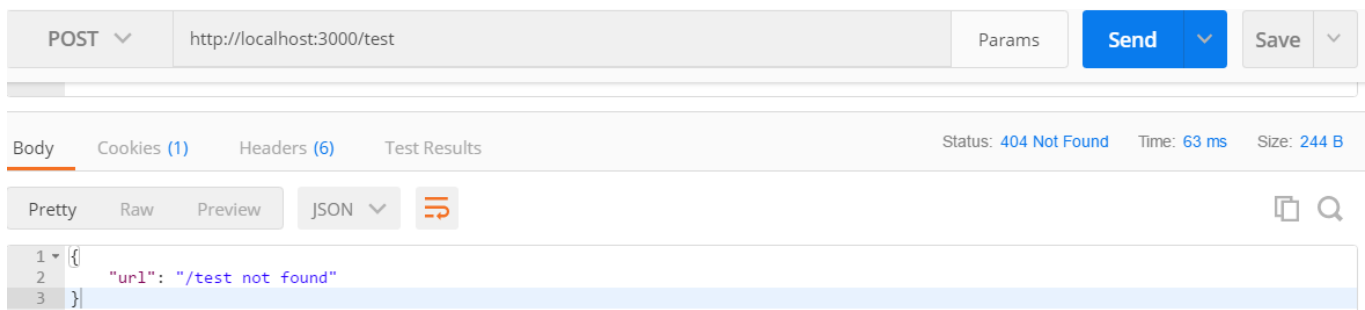 POST http://localhost:3000/test Params Send Save
Body Cookies (1) Headers (6) Test Results Status: 404 Not Found Time: 63 ms Size: 244 B
Pretty Raw Preview JSON
1 {
2 "url": "/test not found"
3 }